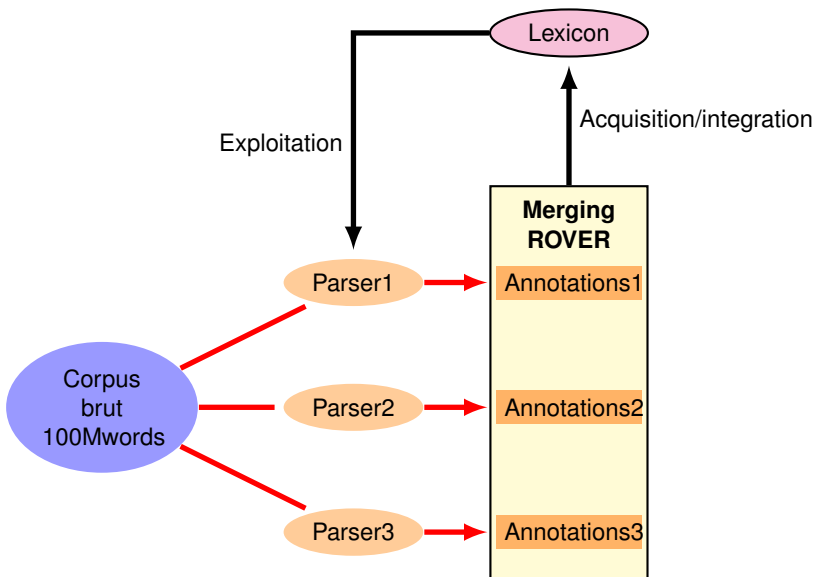 Lexicon
Acquisition/integration
Exploitation
Merging
ROVER
Parser1
Annotations1
Corpus
brut
100Mwords
Parser2
Annotations2
Parser3
Annotations3